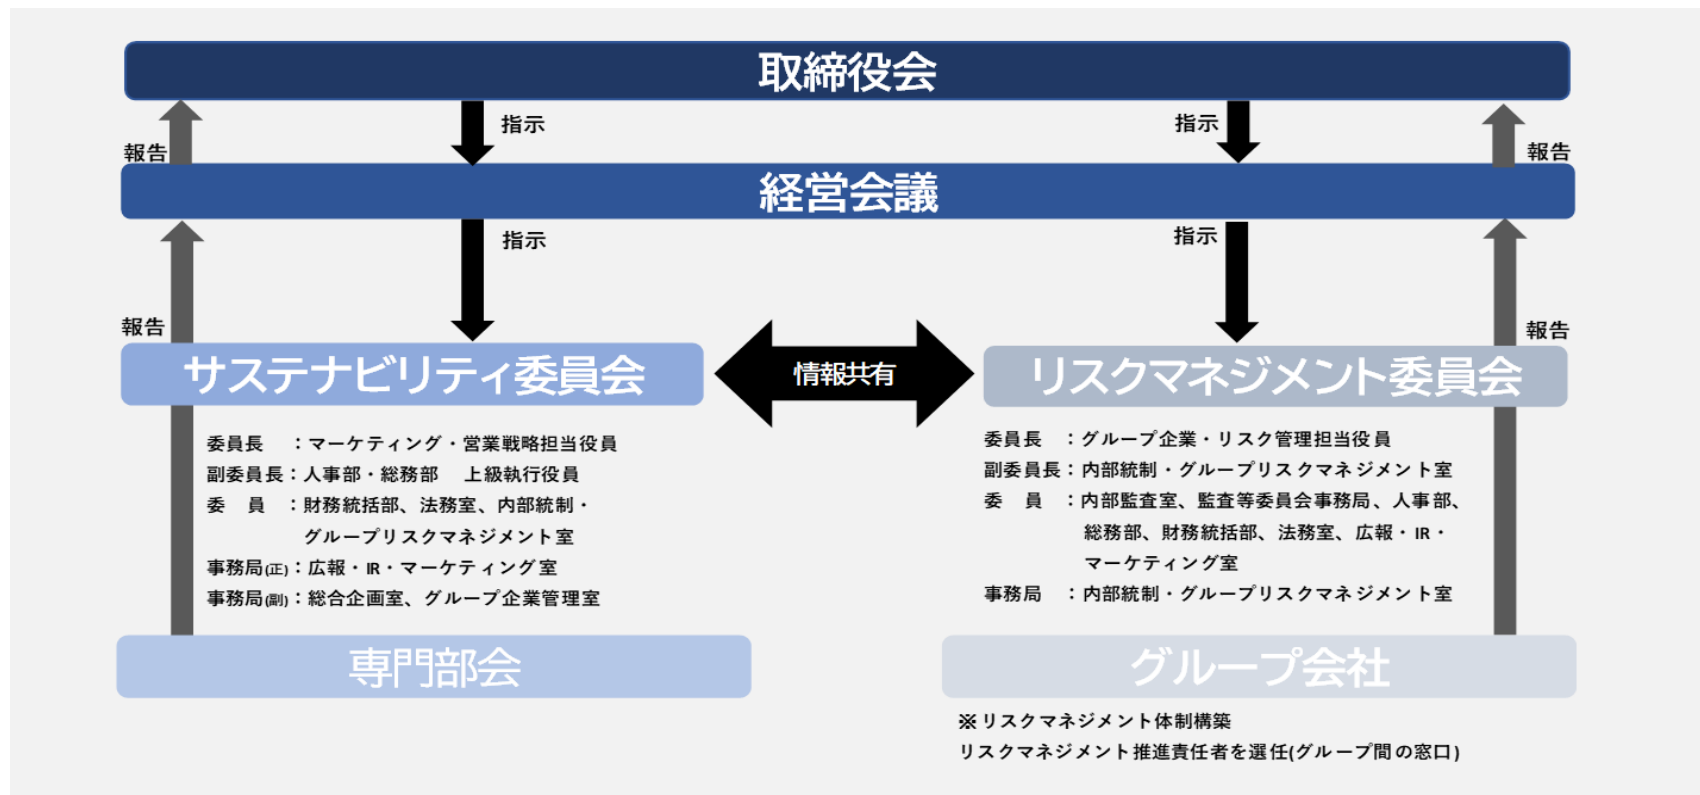 取締役会
指示
指示
報告
報告
経営会議
指示
指示
報告
報告
サステナビリティ委員会
情報共有
リスクマネジメント委員会
委員長 ：マーケティング・営業戦略担当役員
副委員長：人事部・総務部 上級執行役員
委 員 ：財務統括部、法務室、内部統制・
グループリスクマネジメント室
事務局(正)：広報・IR・マーケティング室
事務局(副)：総合企画室、グループ企業管理室
委員長 ：グループ企業・リスク管理担当役員
副委員長：内部統制・グループリスクマネジメント室
委 員 ：内部監査室、監査等委員会事務局、人事部、
総務部、財務統括部、法務室、広報・IR・
マーケティング室
事務局 ：内部統制・グループリスクマネジメント室
専門部会
グループ会社
※リスクマネジメント体制構築
リスクマネジメント推進責任者を選任(グループ間の窓口)